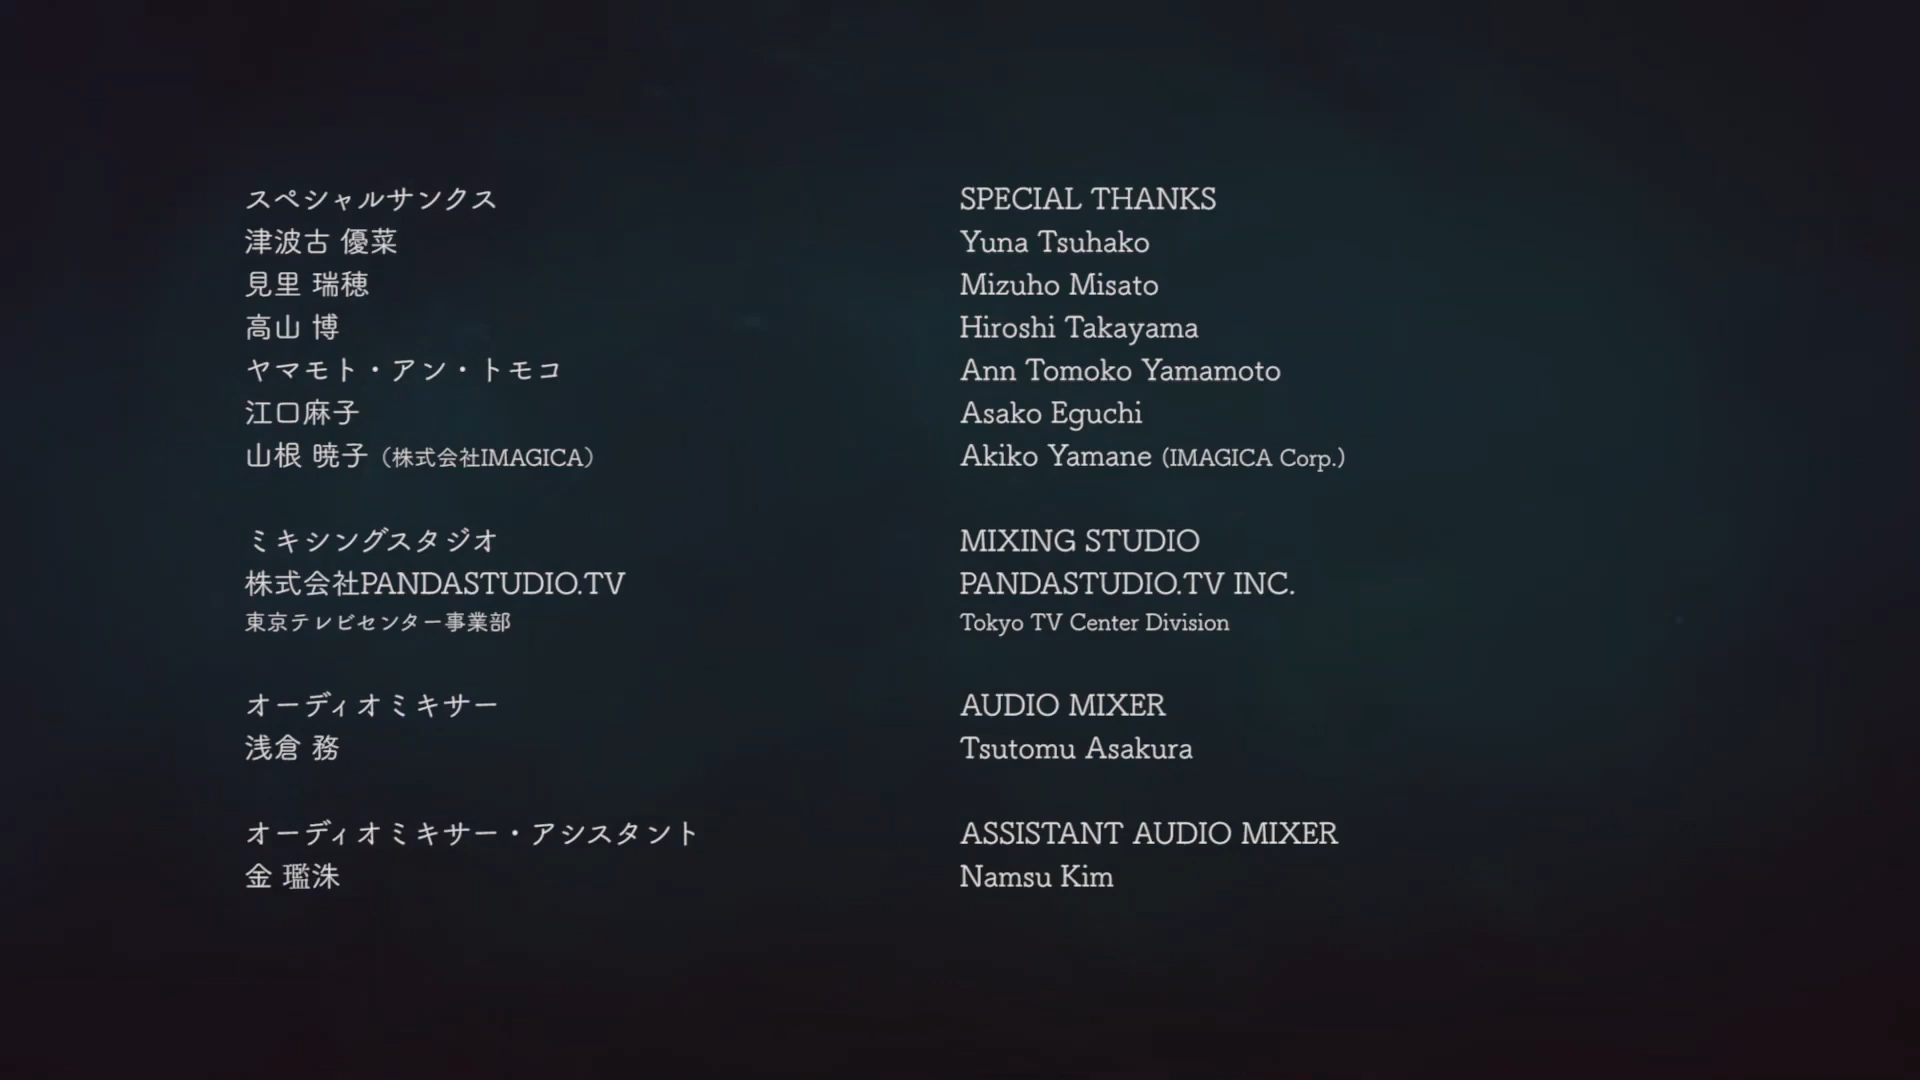 スペシャルサンクス
津波古 優菜
見里 瑞穂
高山 博
ヤマモト・アン・トモコ
江口麻子
山根 暁子（株式会社IMAGICA）
ミキシングスタジオ
株式会社PANDASTUDIO.TV
東京テレビセンター事業部
オーディオミキサー
浅倉 務
オーディオミキサー・アシスタント
金 瓓洙
SPECIAL THANKS
Yuna Tsuhako
Mizuho Misato
Hiroshi Takayama
Ann Tomoko Yamamoto
Asako Eguchi
Akiko Yamane (IMAGICA Corp.)
MIXING STUDIO
PANDASTUDIO.TV INC.
Tokyo TV Center Division
AUDIO MIXER
Tsutomu Asakura
ASSISTANT AUDIO MIXER
Namsu Kim